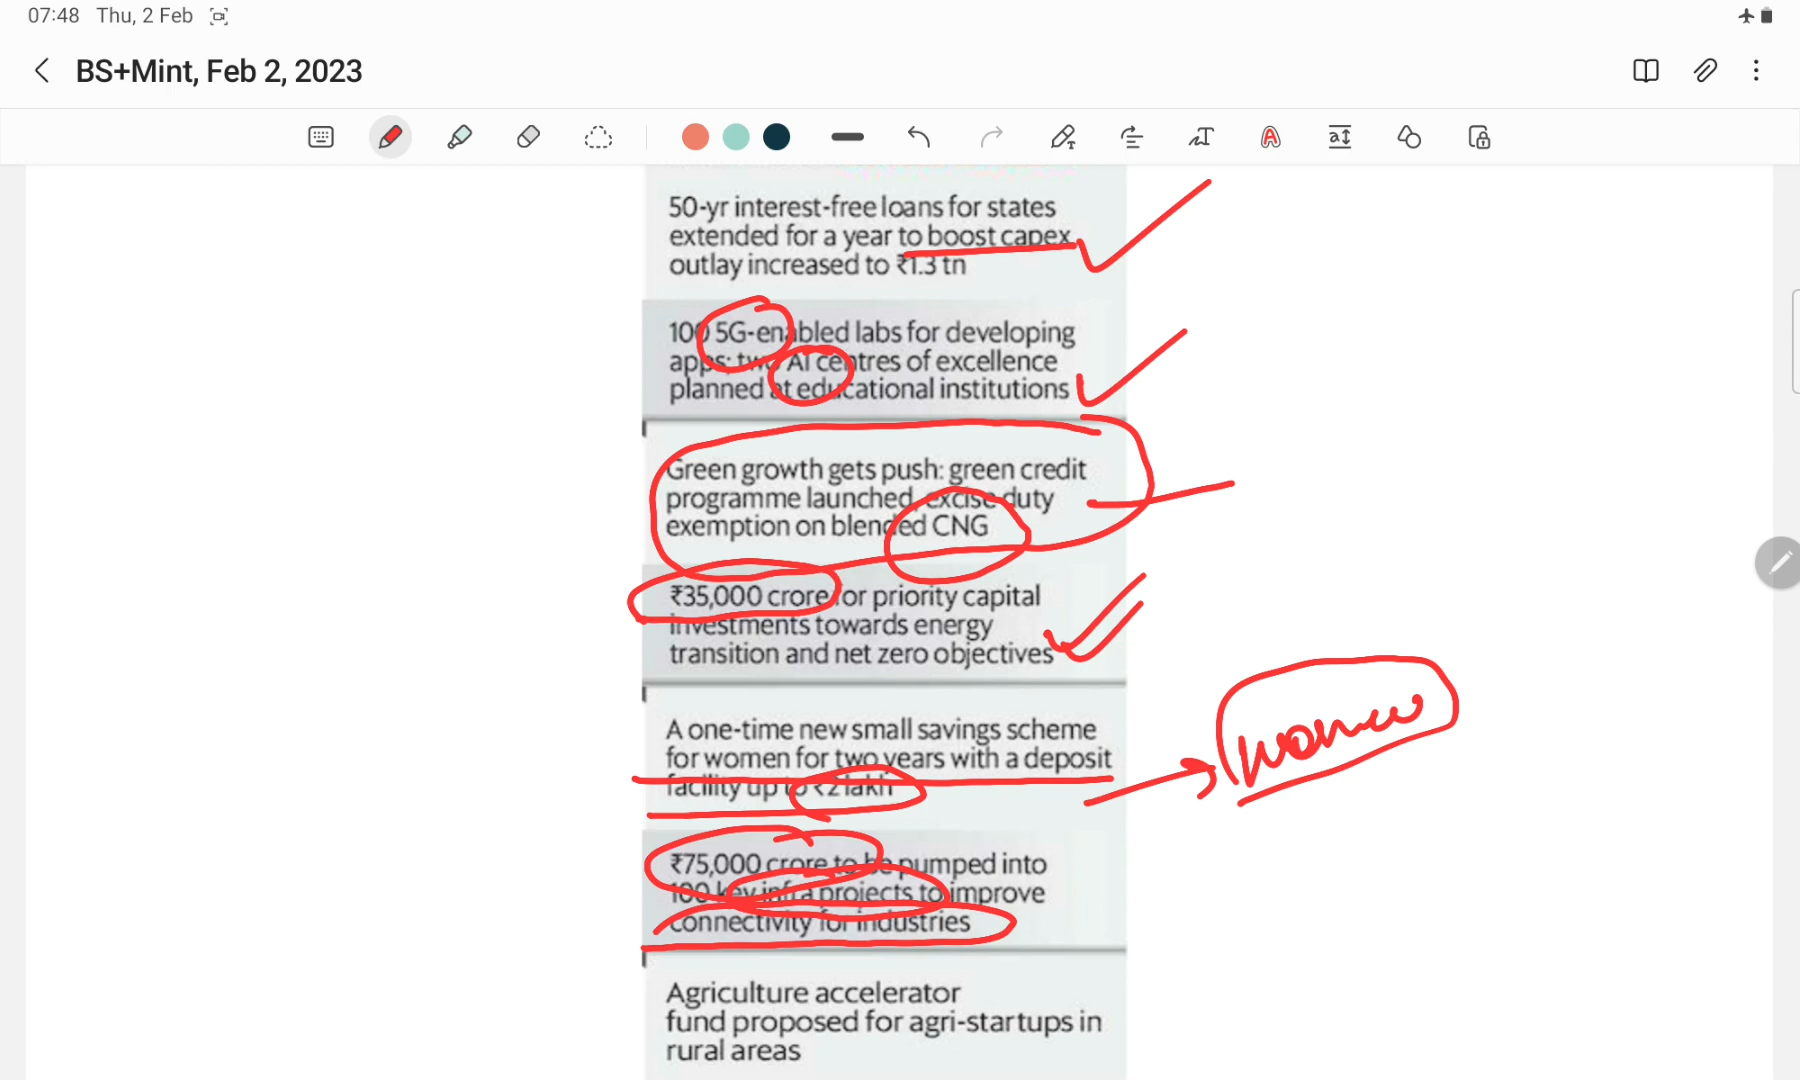 07:48 Thu, 2 Feb
BS+Mint, Feb 2, 2023
50-yr interest-free loans for states
extended for a year to boost capex,
outlay increased to ₹1.3 tn
100 5G-enabled labs for developing
apps; two AI centres of excellence
planned at educational institutions
Green growth gets push: green credit
programme launched, excise duty
exemption on blended CNG
₹35,000 crore for priority capital
investments towards energy
transition and net zero objectives
A one-time new small savings scheme
for women for two years with a deposit
facility up to ₹2 lakh
women
₹75,000 crore to be pumped into
100 key infra projects to improve
connectivity for industries
Agriculture accelerator
fund proposed for agri-startups in
rural areas